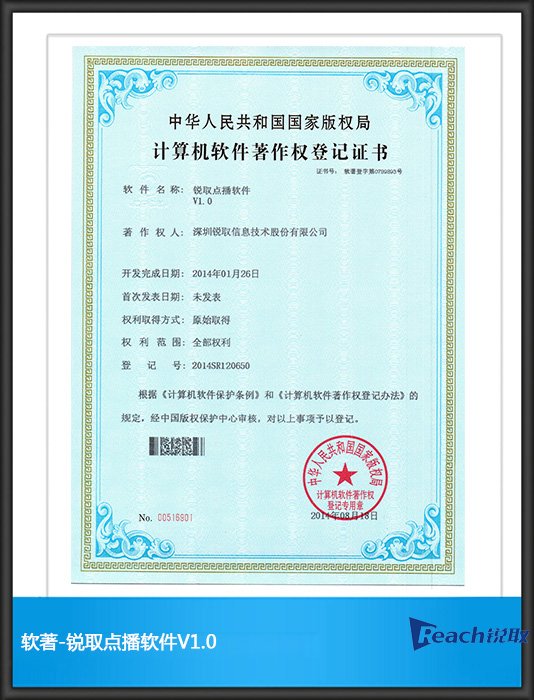 中华人民共和国国家版权局
计算机软件著作权登记证书
证书号： 软著登字第0789893号
软件名称： 锐取点播软件
V1.0
著作权人： 深圳锐取信息技术股份有限公司
开发完成日期： 2014年01月26日
首次发表日期： 未发表
权利取得方式： 原始取得
权利范围： 全部权利
登记号： 2014SR120650
根据《计算机软件保护条例》和《计算机软件著作权登记办法》的
规定，经中国版权保护中心审核，对以上事项予以登记。
中华人民共和国国家版权局
计算机软件著作权
登记专用章
No. 00516901
2014年08月18日
软著-锐取点播软件V1.0
Reach锐取